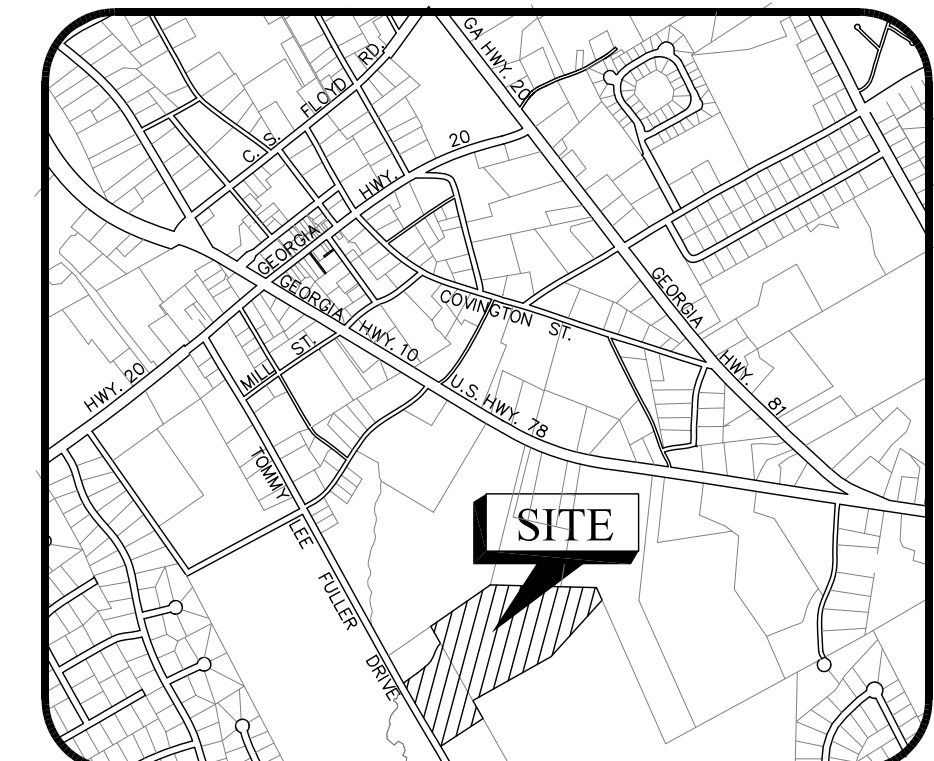 GA HWY. 20
C. S. FLOYD RD.
GEORGIA HWY. 20
GEORGIA HWY. 10
COVINGTON ST.
GEORGIA HWY. 81
MILL ST.
HWY. 20
U.S. HWY. 78
TOMMY LEE FULLER DRIVE
SITE